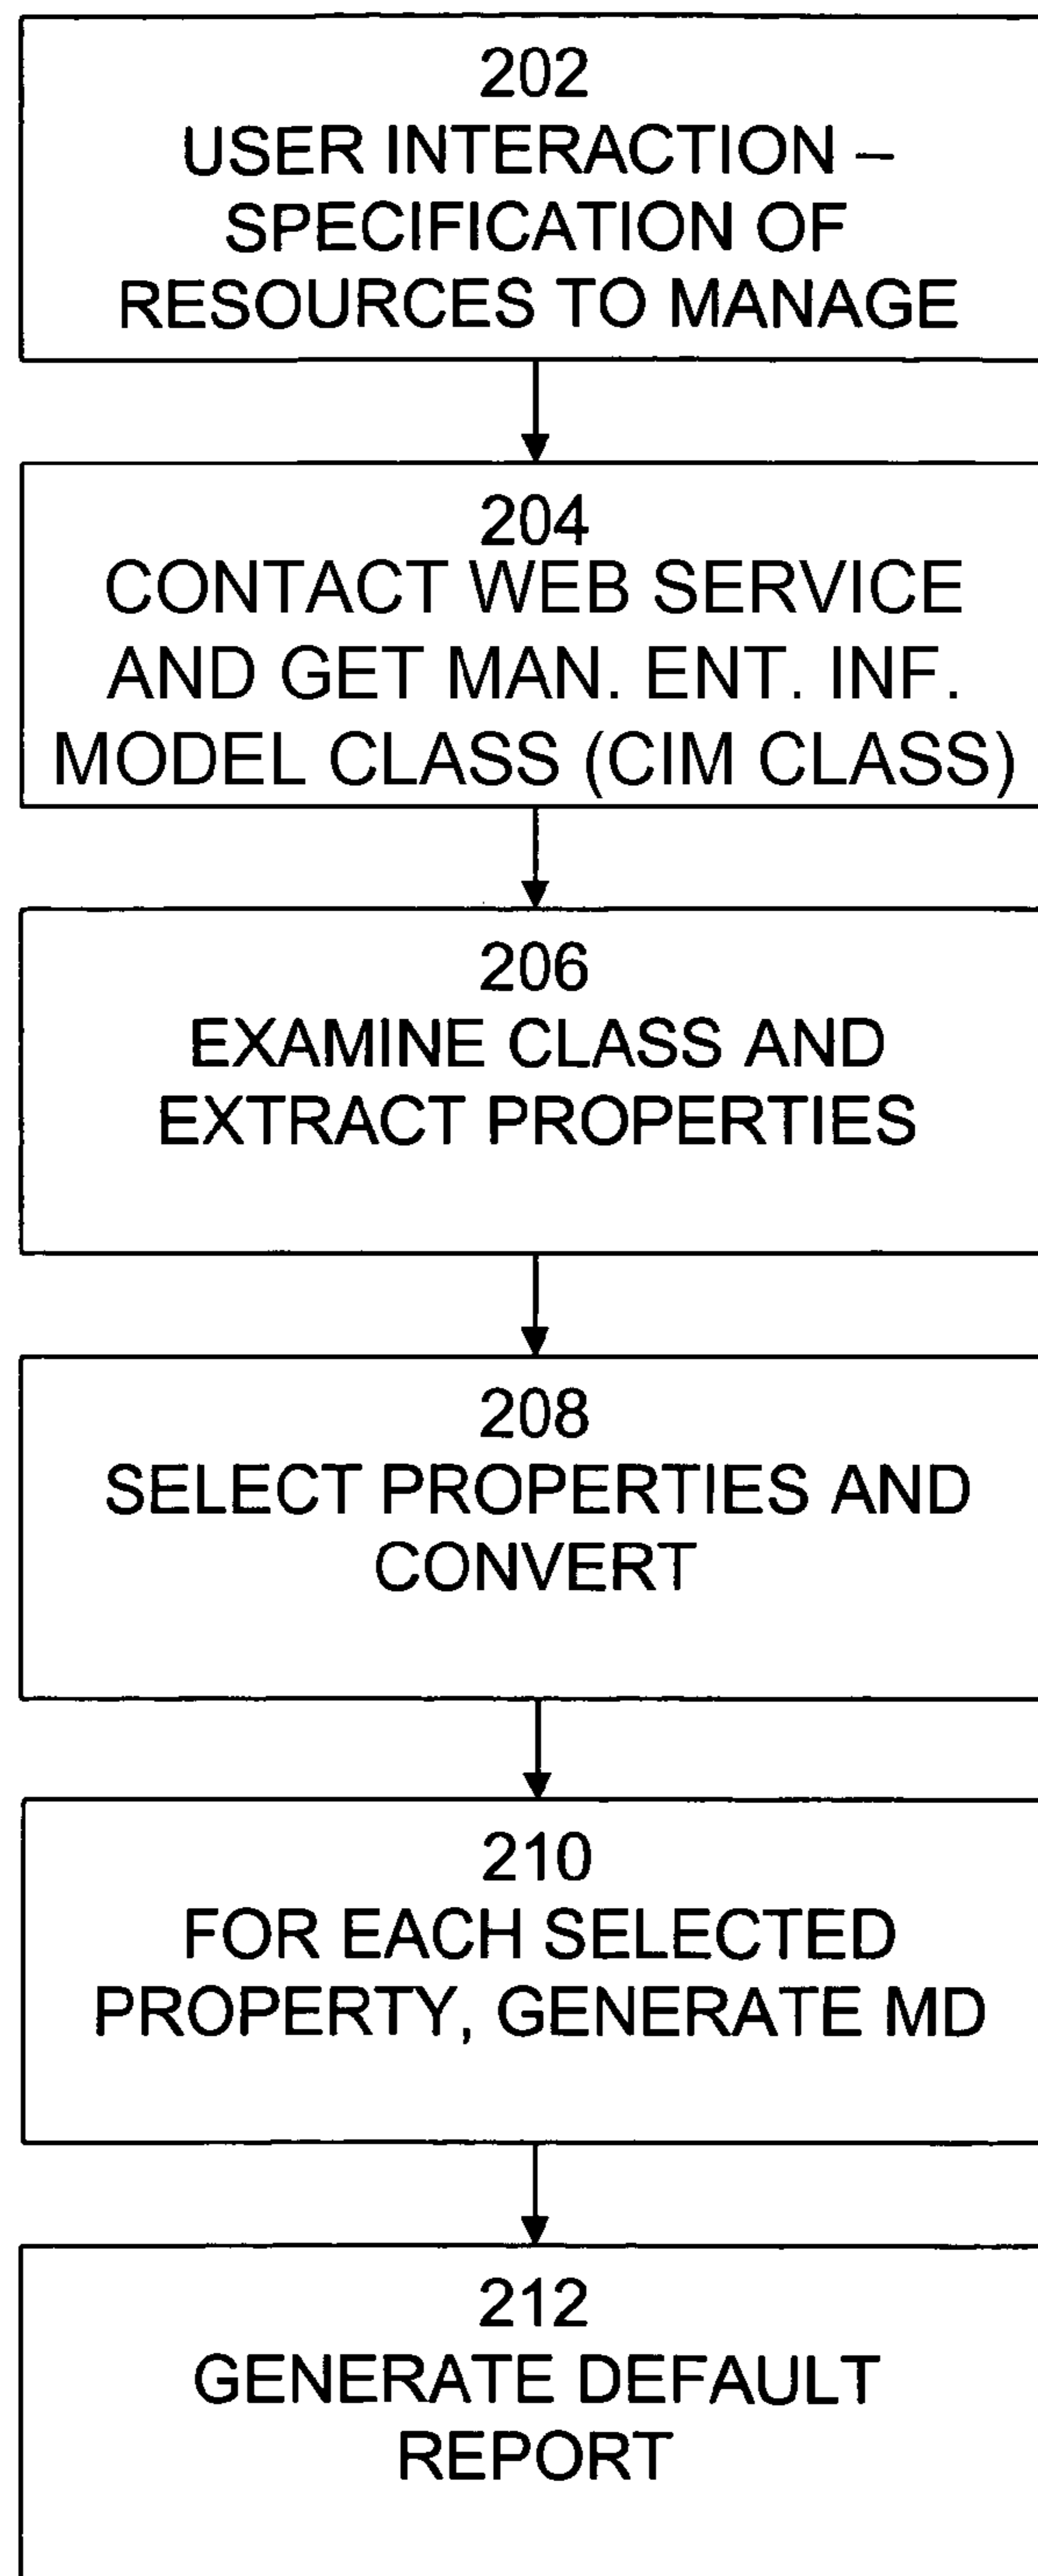 202
USER INTERACTION –
SPECIFICATION OF
RESOURCES TO MANAGE
204
CONTACT WEB SERVICE
AND GET MAN. ENT. INF.
MODEL CLASS (CIM CLASS)
206
EXAMINE CLASS AND
EXTRACT PROPERTIES
208
SELECT PROPERTIES AND
CONVERT
210
FOR EACH SELECTED
PROPERTY, GENERATE MD
212
GENERATE DEFAULT
REPORT